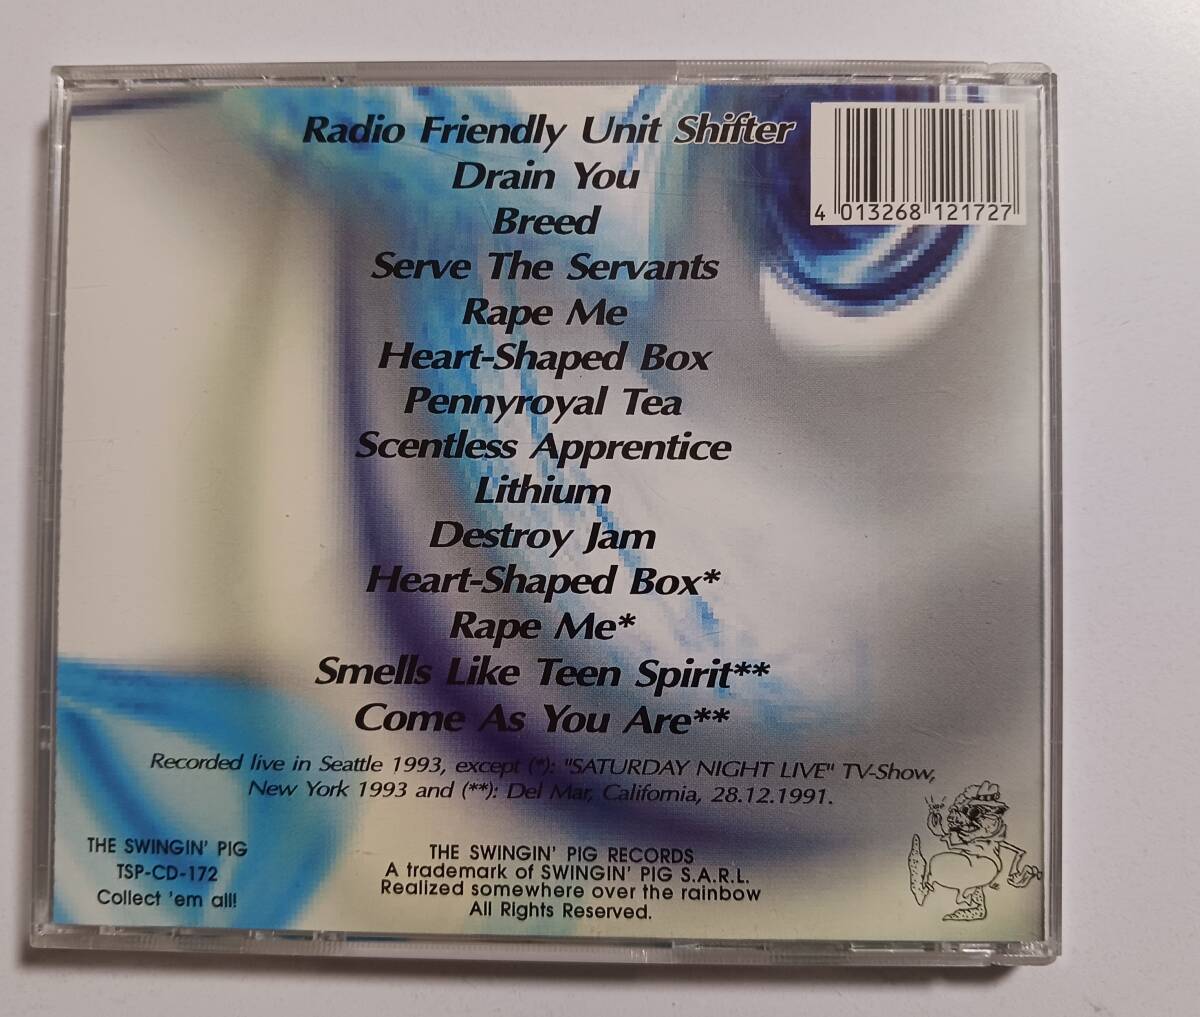 Radio Friendly Unit Shifter
4 013268 121727
Drain You
Breed
Serve The Servants
Rape Me
Heart-Shaped Box
Pennyroyal Tea
Scentless Apprentice
Lithium
Destroy Jam
Heart-Shaped Box*
Rape Me*
Smells Like Teen Spirit**
Come As You Are**
Recorded live in Seattle 1993, except (*): "SATURDAY NIGHT LIVE" TV-Show,
New York 1993 and (**): Del Mar, California, 28.12.1991.
THE SWINGIN' PIG
TSP-CD-172
Collect 'em all!
THE SWINGIN' PIG RECORDS
A trademark of SWINGIN' PIG S.A.R.L.
Realized somewhere over the rainbow
All Rights Reserved.